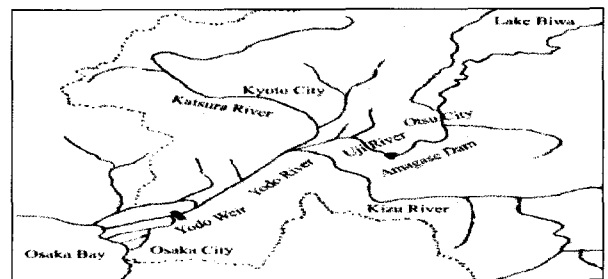 Lake Biwa
Kyoto City
Katsura River
Otsu City
Uji River
Amagase Dam
Yodo River
Kizu River
Yodo Weir
Osaka City
Osaka Bay